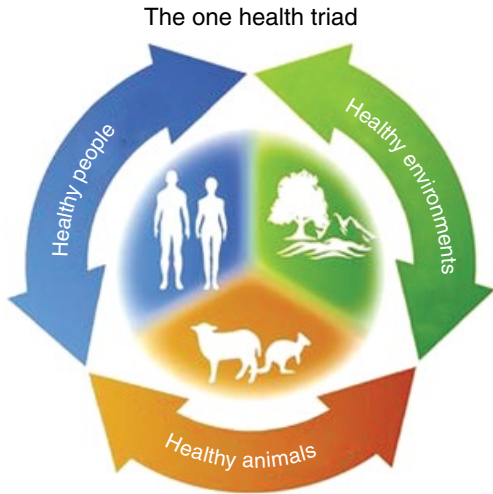 The one health triad
Healthy people
Healthy environments
Healthy animals